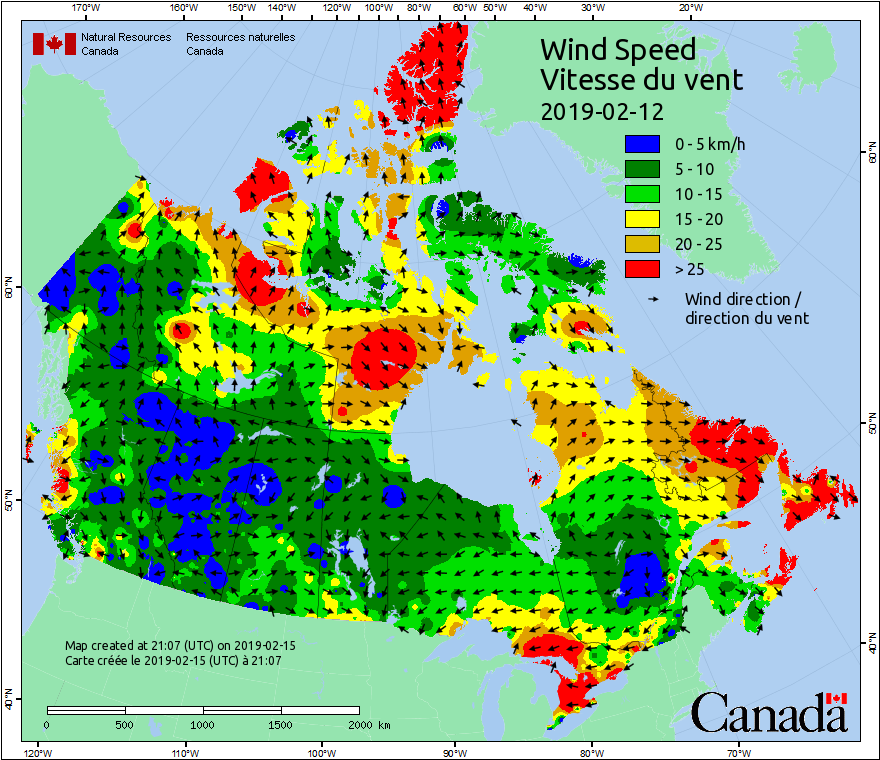 170°W 160°W 150°W 140°W 130°W 120°W 110°W 100°W 90°W 80°W 70°W 60°W 50°W 40°W 30°W 20°W
Natural Resources Ressources naturelles
Canada Canada
Wind Speed
Vitesse du vent
2019-02-12
0 - 5 km/h
5 - 10
10 - 15
15 - 20
20 - 25
> 25
Wind direction /
direction du vent
60°N
60°N
50°N
50°N
40°N
40°N
Map created at 21:07 (UTC) on 2019-02-15
Carte créée le 2019-02-15 (UTC) à 21:07
0 500 1000 1500 2000 km
Canada
120°W 110°W 100°W 90°W 80°W 70°W